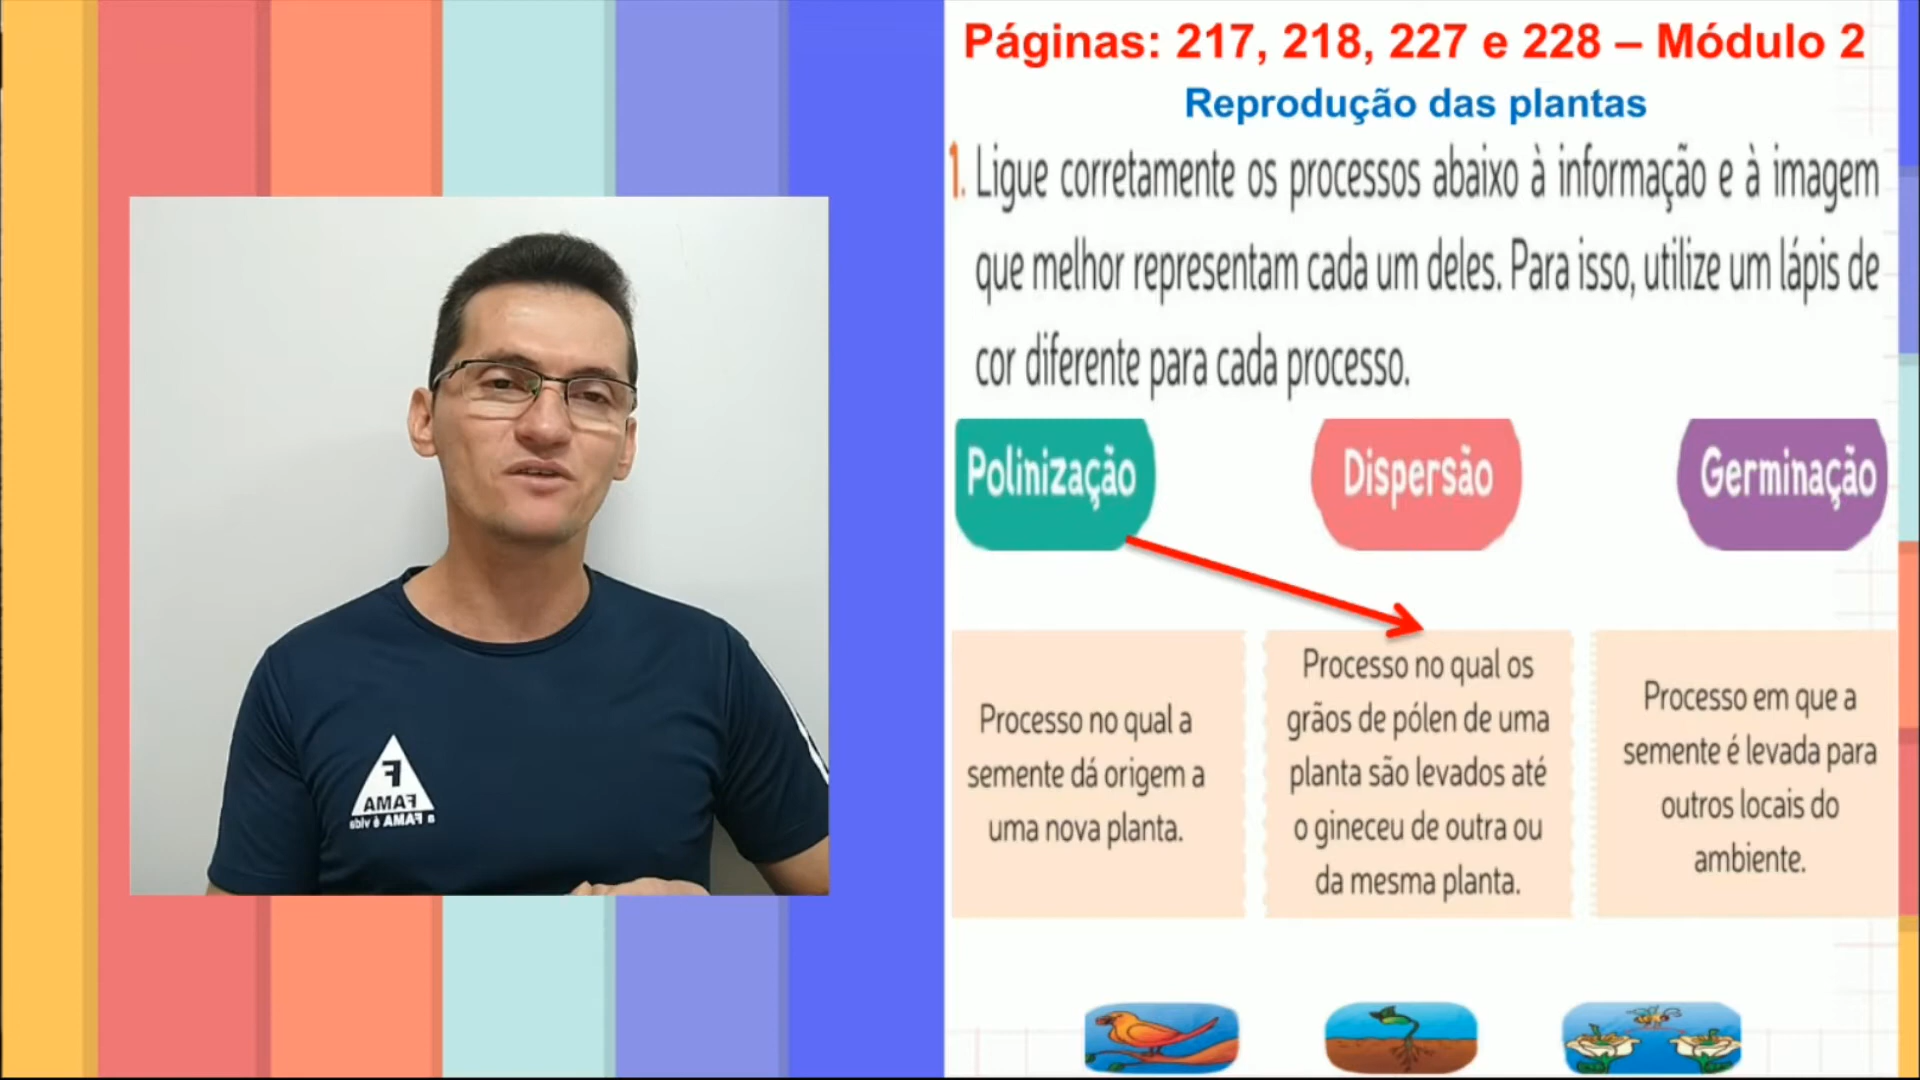 Páginas: 217, 218, 227 e 228 – Módulo 2
Reprodução das plantas
1. Ligue corretamente os processos abaixo à informação e à imagem
que melhor representam cada um deles. Para isso, utilize um lápis de
cor diferente para cada processo.
Polinização
Dispersão
Germinação
Processo no qual a
semente dá origem a
uma nova planta.
Processo no qual os
grãos de pólen de uma
planta são levados até
o gineceu de outra ou
da mesma planta.
Processo em que a
semente é levada para
outros locais do
ambiente.
F
FAMA
a FAMA é vida